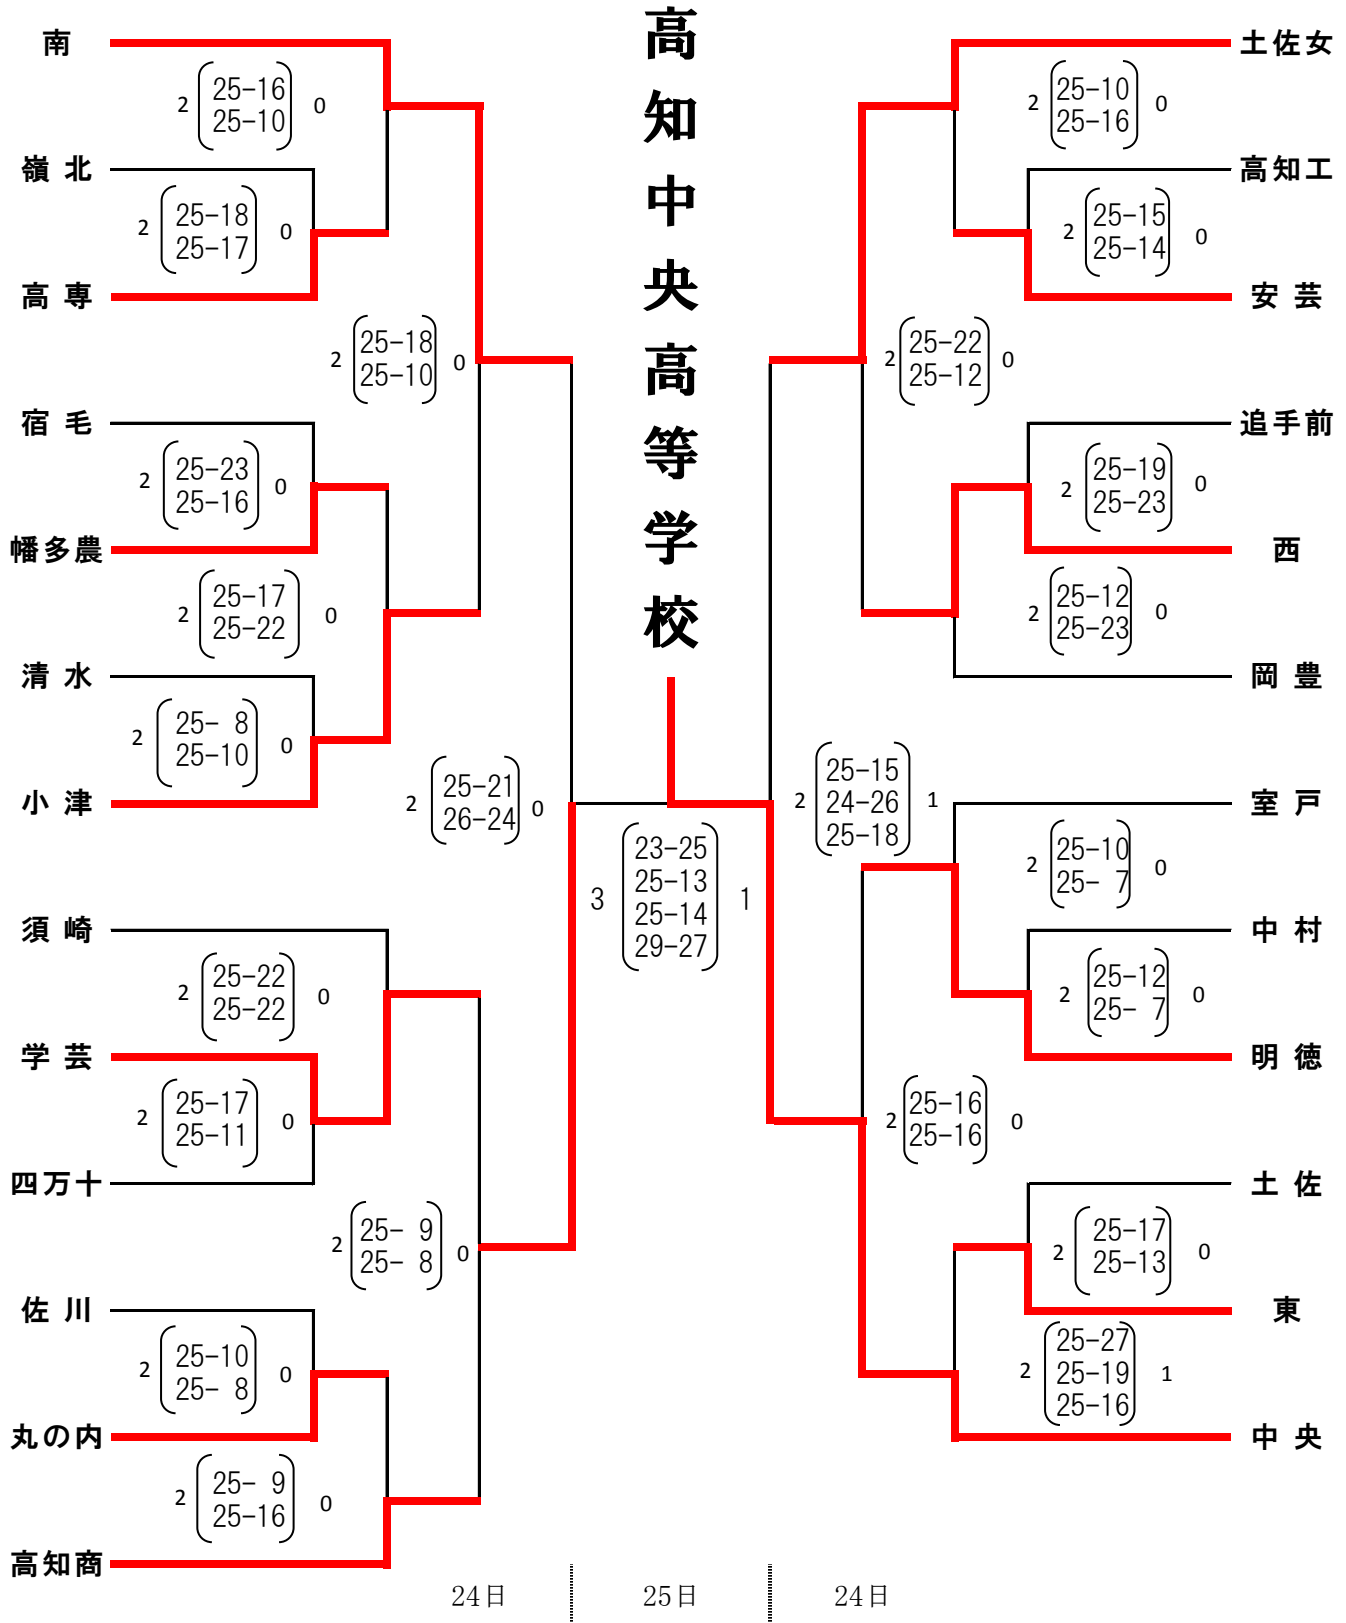 高知中央高等学校
南
2 25-16 0
25-10
嶺北
2 25-18 0
25-17
高専
2 25-18 0
25-10
宿毛
2 25-23 0
25-16
幡多農
2 25-17 0
25-22
清水
2 25- 8 0
25-10
小津
2 25-21 0
26-24
須崎
2 25-22 0
25-22
学芸
2 25-17 0
25-11
四万十
2 25- 9 0
25- 8
佐川
2 25-10 0
25- 8
丸の内
2 25- 9 0
25-16
高知商
3 23-25 1
25-13
25-14
29-27
土佐女
2 25-10 0
25-16
高知工
2 25-15 0
25-14
安芸
2 25-22 0
25-12
追手前
2 25-19 0
25-23
西
2 25-12 0
25-23
岡豊
2 25-15 1
24-26
25-18
室戸
2 25-10 0
25- 7
中村
2 25-12 0
25- 7
明徳
2 25-16 0
25-16
土佐
2 25-17 0
25-13
東
2 25-27 1
25-19
25-16
中央
24日 25日 24日